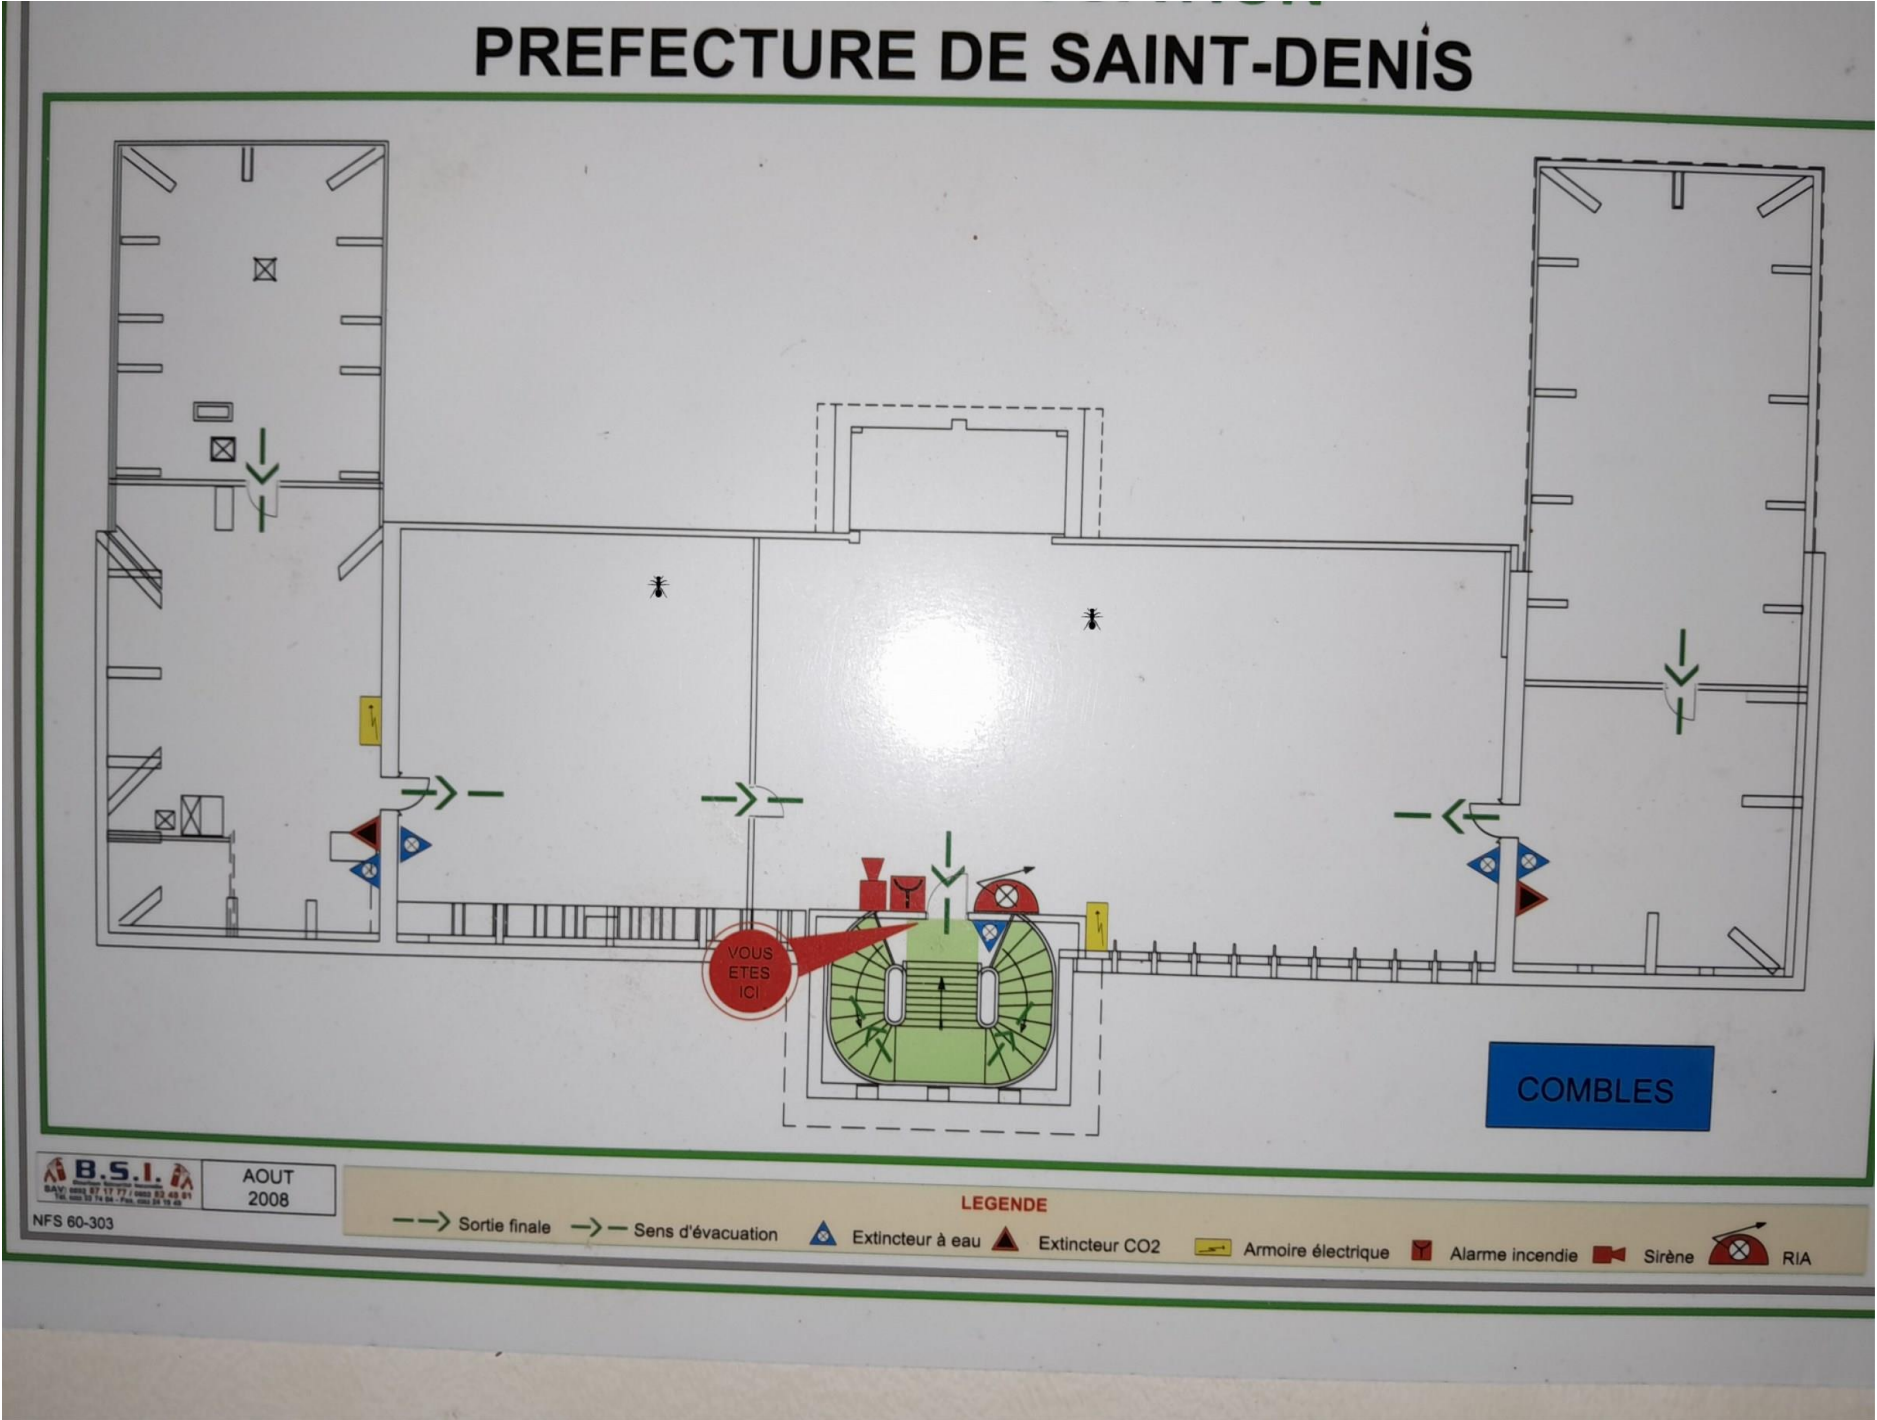 PREFECTURE DE SAINT-DENIS
VOUS
ETES
ICI
COMBLES
B.S.I.
AOUT
2008
NFS 60-303
LEGENDE
Sortie finale
Sens d'évacuation
Extincteur à eau
Extincteur CO2
Armoire électrique
Alarme incendie
Sirène
RIA